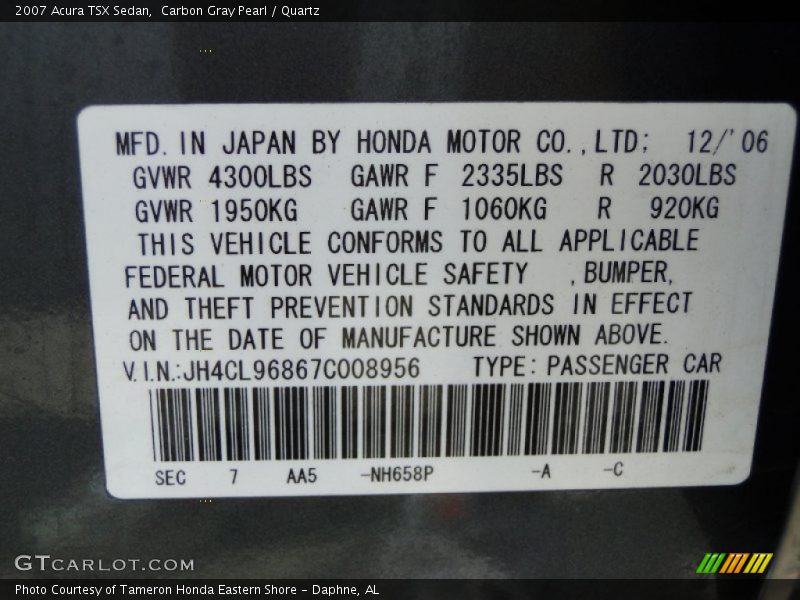 2007 Acura TSX Sedan,  Carbon Gray Pearl / Quartz
MFD. IN JAPAN BY HONDA MOTOR CO.,LTD; 12/'06
GVWR 4300LBS GAWR F 2335LBS R 2030LBS
GVWR 1950KG GAWR F 1060KG R 920KG
THIS VEHICLE CONFORMS TO ALL APPLICABLE
FEDERAL MOTOR VEHICLE SAFETY ,BUMPER,
AND THEFT PREVENTION STANDARDS IN EFFECT
ON THE DATE OF MANUFACTURE SHOWN ABOVE.
V.I.N.:JH4CL96867C008956 TYPE: PASSENGER CAR
SEC 7 AA5 -NH658P -A -C
GTCARLOT.COM
Photo Courtesy of Tameron Honda Eastern Shore - Daphne, AL